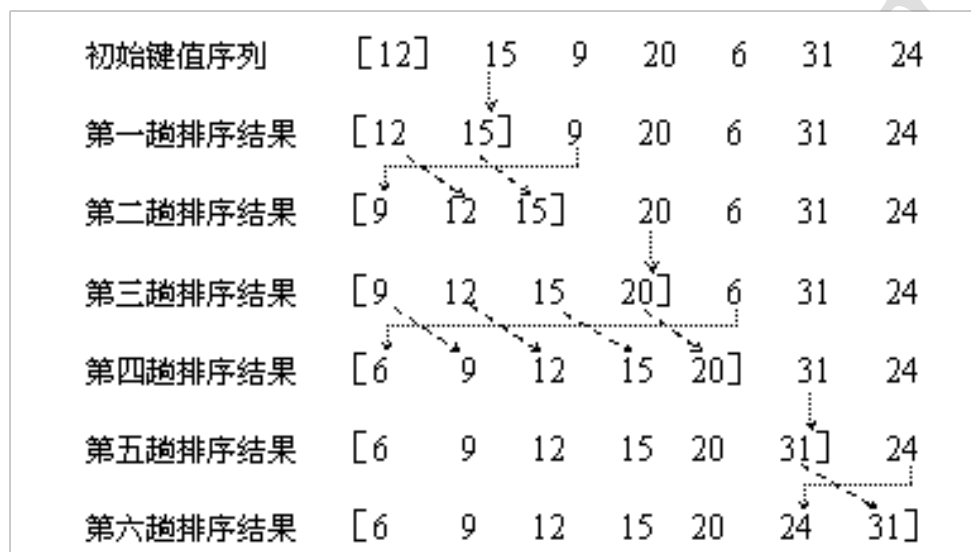 初始键值序列 [12] 15 9 20 6 31 24
第一趟排序结果 [12 15] 9 20 6 31 24
第二趟排序结果 [9 12 15] 20 6 31 24
第三趟排序结果 [9 12 15 20] 6 31 24
第四趟排序结果 [6 9 12 15 20] 31 24
第五趟排序结果 [6 9 12 15 20 31] 24
第六趟排序结果 [6 9 12 15 20 24 31]